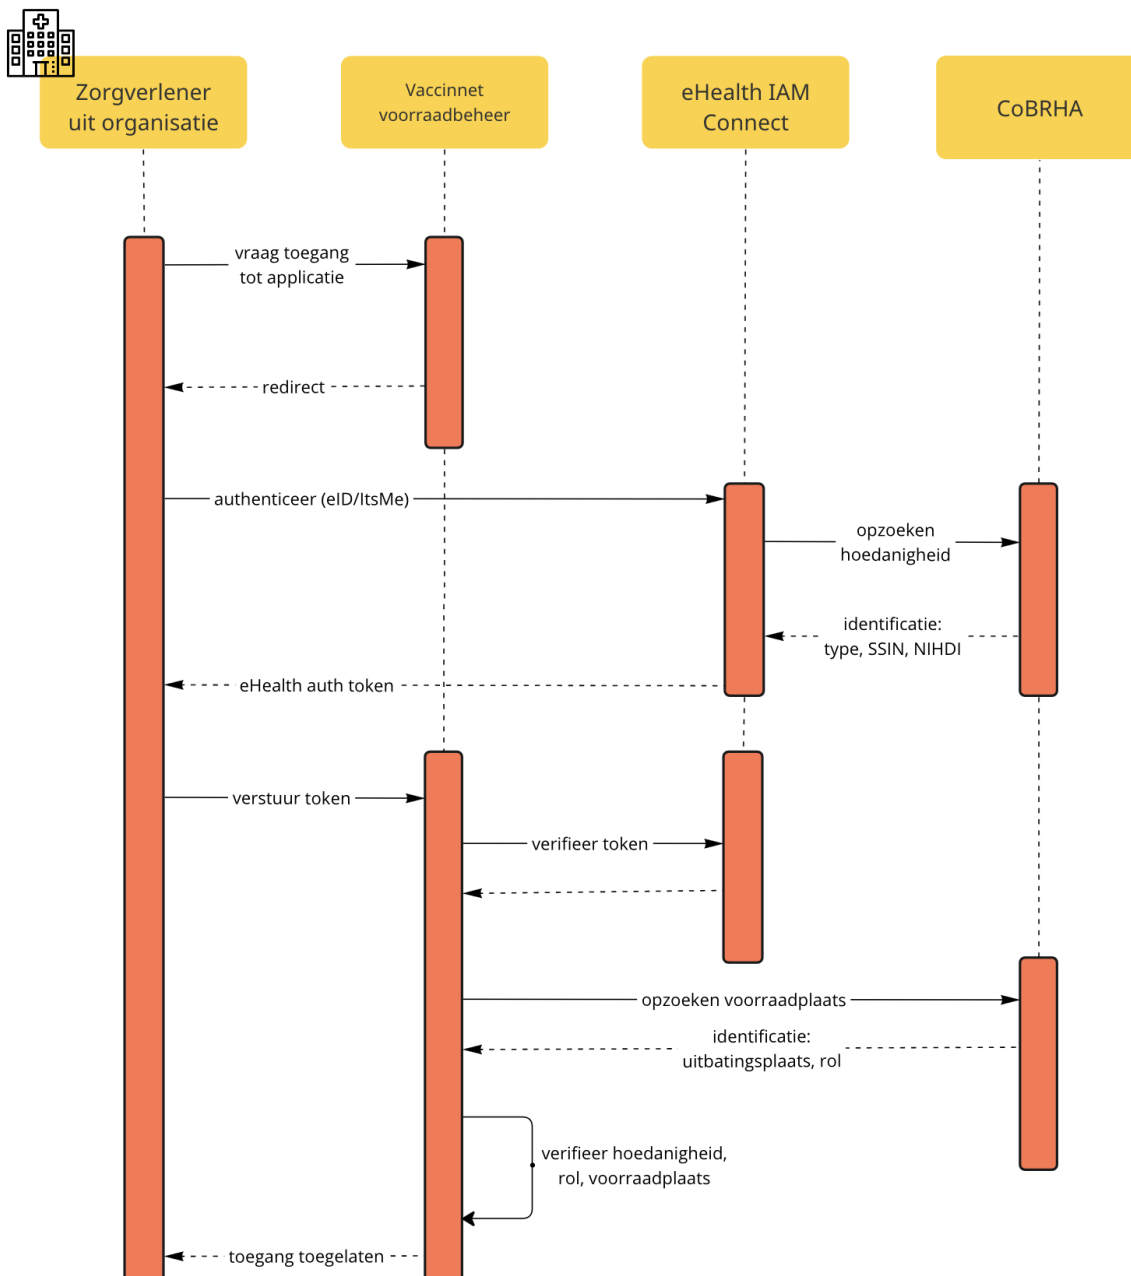 Zorgverlener
uit organisatie
Vaccinnet
voorraadbeheer
eHealth IAM
Connect
CoBRHA
vraag toegang
tot applicatie
redirect
authenticeer (eID/ItsMe)
opzoeken
hoedanigheid
identificatie:
type, SSIN, NIHDI
eHealth auth token
verstuur token
verifieer token
opzoeken voorraadplaats
identificatie:
uitbatingsplaats, rol
verifieer hoedanigheid,
rol, voorraadplaats
toegang toegelaten